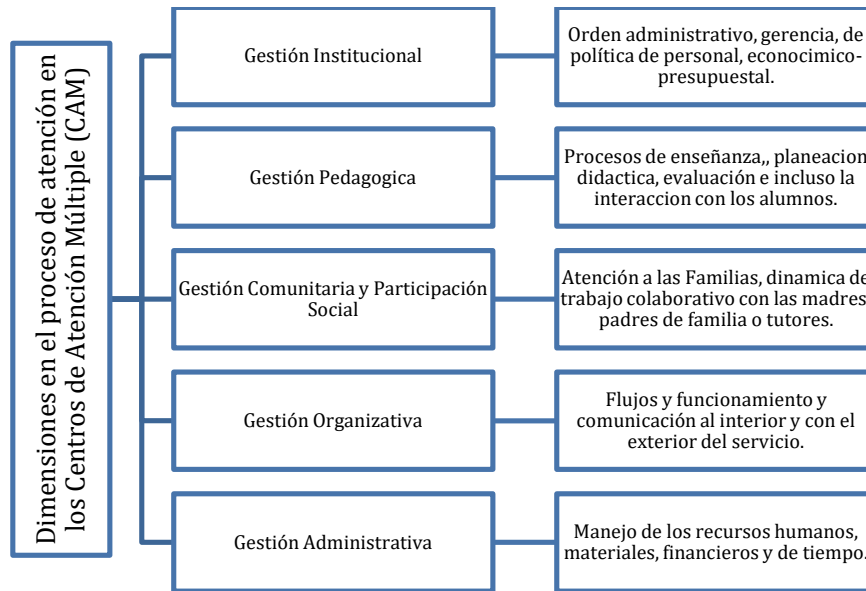 Dimensiones en el proceso de atención en
los Centros de Atención Múltiple (CAM)
Gestión Institucional
Orden administrativo, gerencia, de
política de personal, econocimico-
presupuestal.
Gestión Pedagogica
Procesos de enseñanza,, planeacion
didactica, evaluación e incluso la
interaccion con los alumnos.
Gestión Comunitaria y Participación
Social
Atención a las Familias, dinamica de
trabajo colaborativo con las madres,
padres de familia o tutores.
Gestión Organizativa
Flujos y funcionamiento y
comunicación al interior y con el
exterior del servicio.
Gestión Administrativa
Manejo de los recursos humanos,
materiales, financieros y de tiempo.